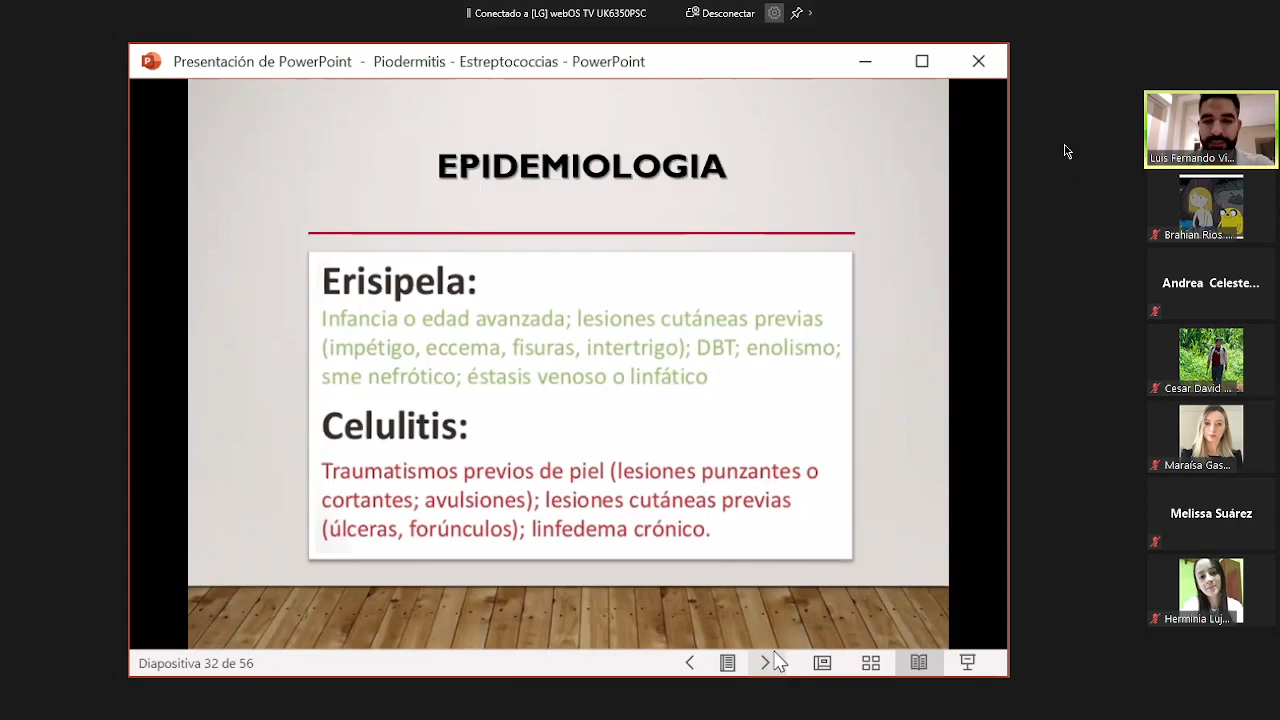 Conectado a [LG] webOS TV UK6350PSC
Desconectar
Presentación de PowerPoint - Piodermitis - Estreptococcias - PowerPoint
EPIDEMIOLOGIA
Erisipela:
Infancia o edad avanzada; lesiones cutáneas previas
(impétigo, eccema, fisuras, intertrigo); DBT; enolismo;
sme nefrótico; éstasis venoso o linfático
Celulitis:
Traumatismos previos de piel (lesiones punzantes o
cortantes; avulsiones); lesiones cutáneas previas
(úlceras, forúnculos); linfedema crónico.
Diapositiva 32 de 56
Luis Fernando Vi...
Brahian Rios ...
Andrea Celeste...
Cesar David ...
Maraísa Gas...
Melissa Suárez
Herminia Luj...